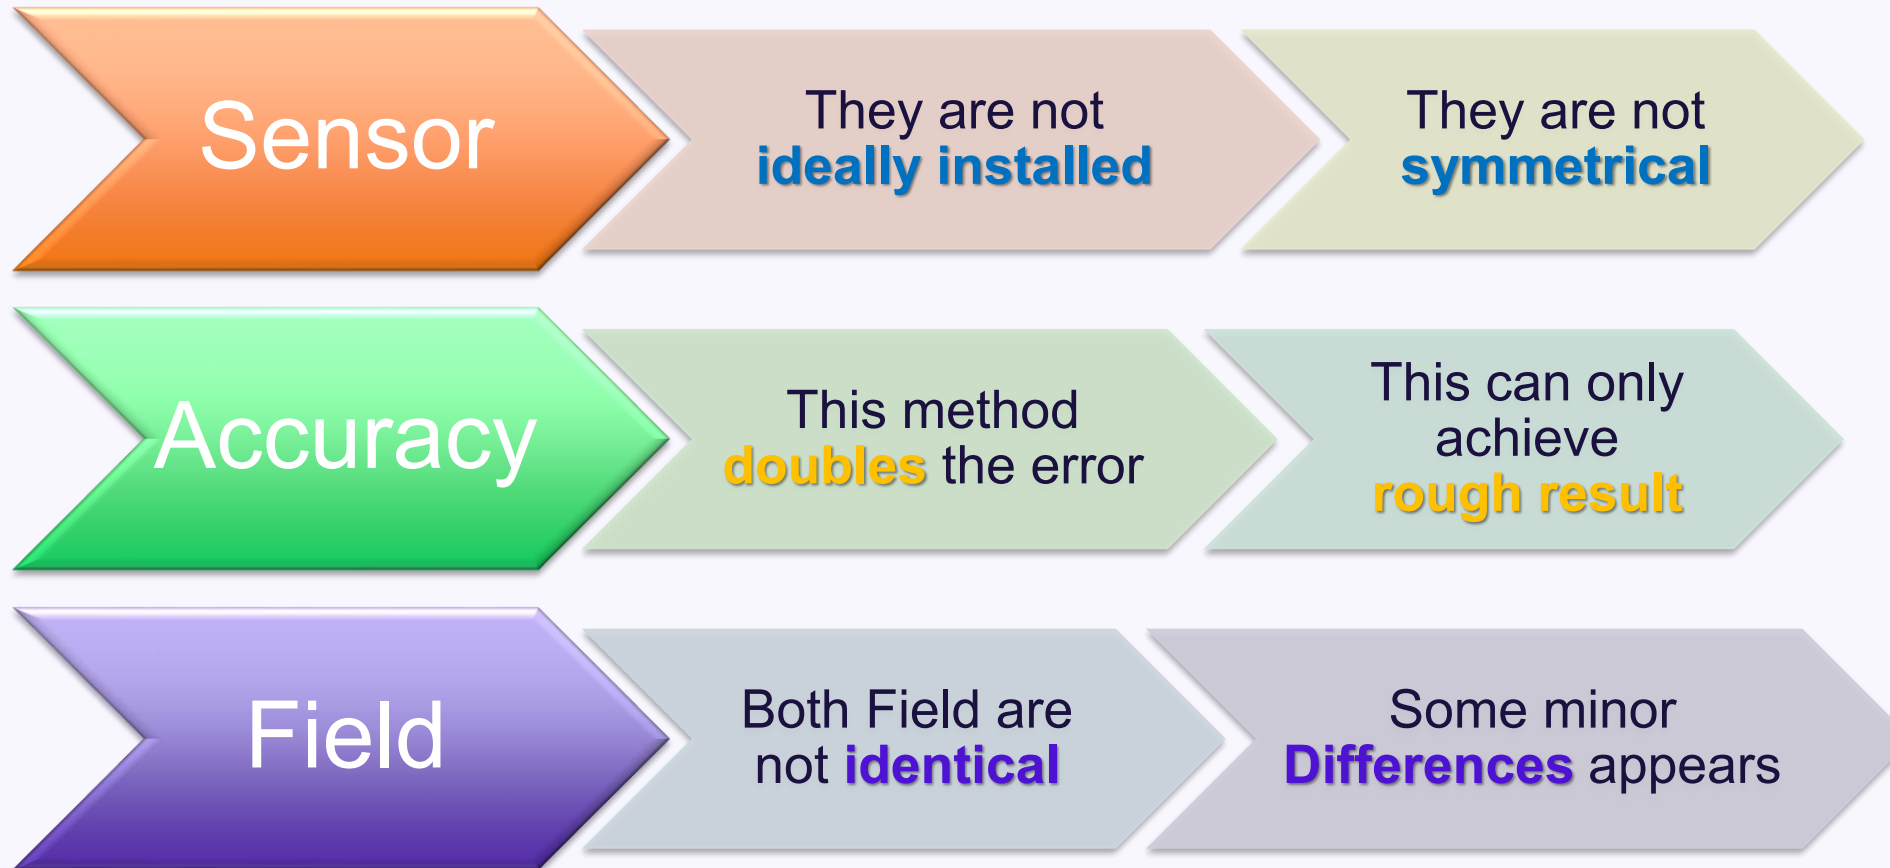 Sensor
They are not
ideally installed
They are not
symmetrical
Accuracy
This method
doubles the error
This can only
achieve
rough result
Field
Both Field are
not identical
Some minor
Differences appears